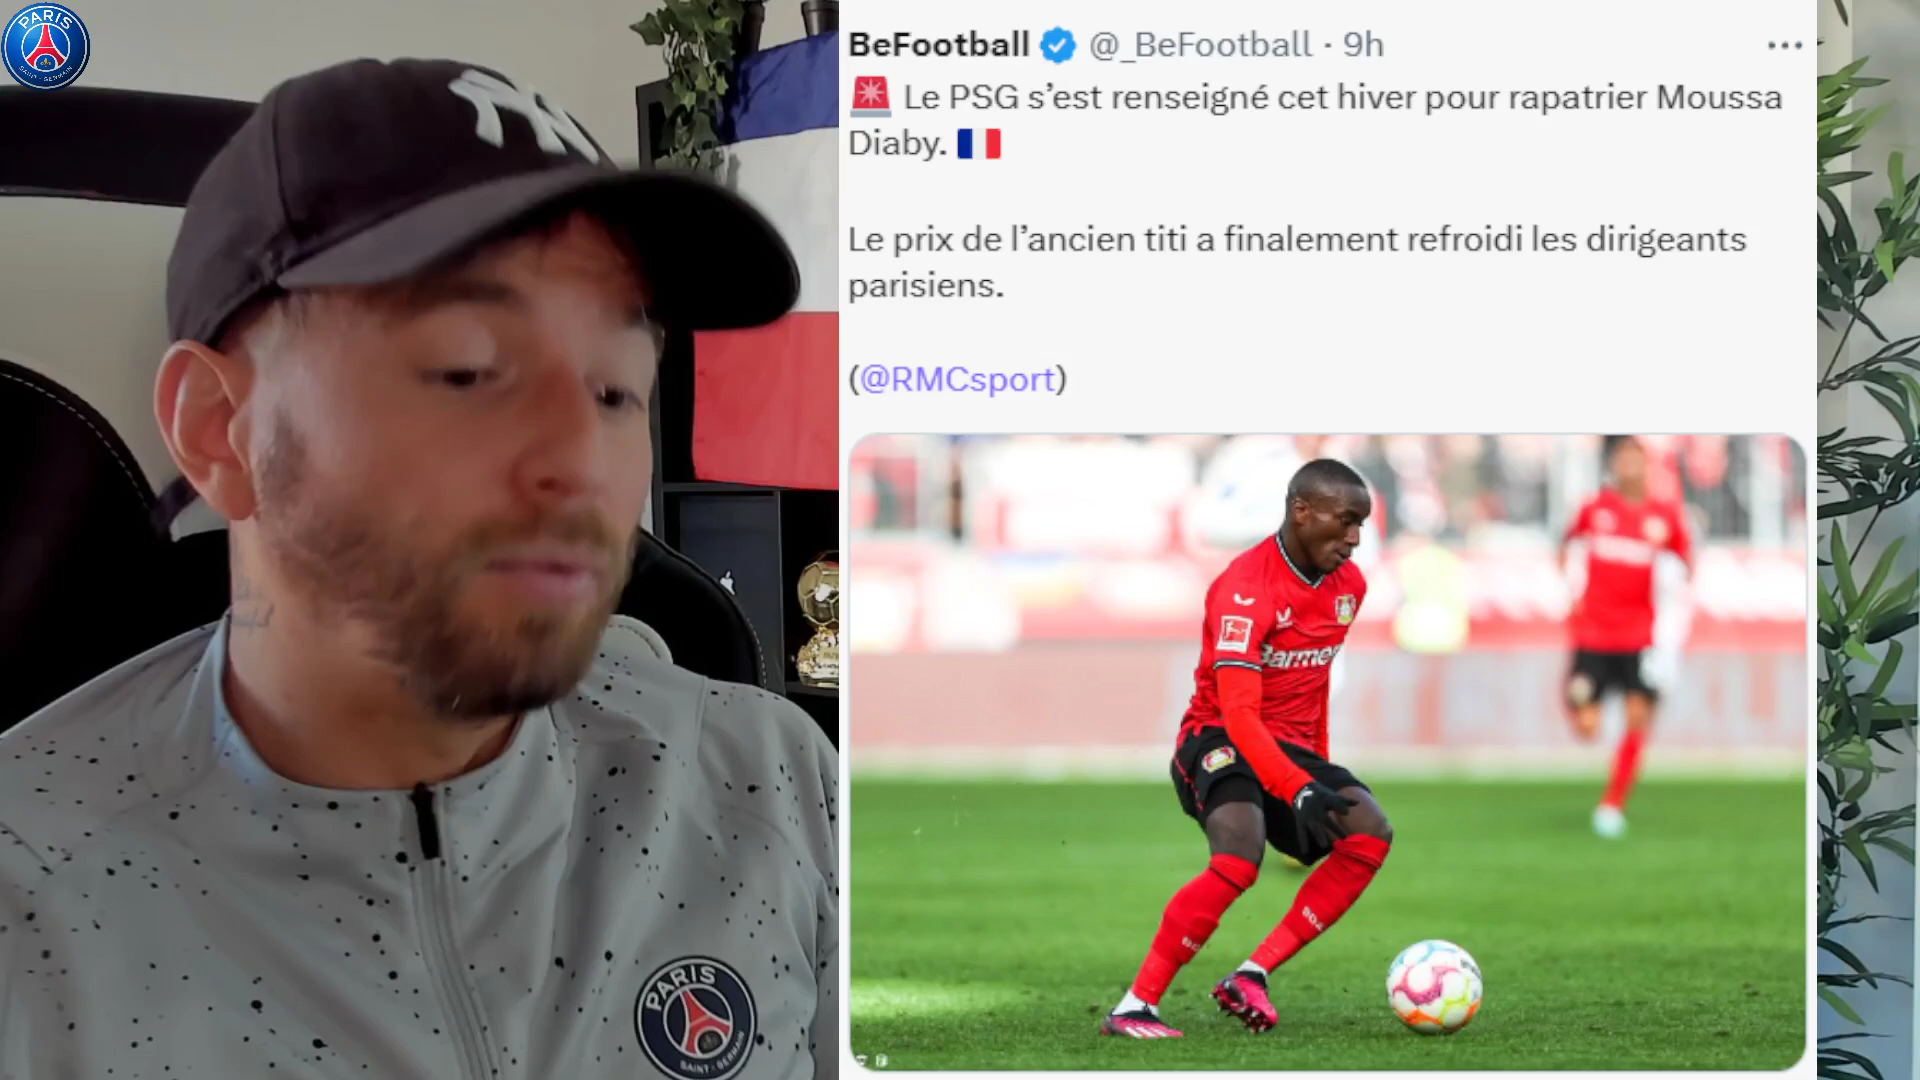 PARIS
SAINT-GERMAIN
NY
BeFootball @_BeFootball · 9h
Le PSG s’est renseigné cet hiver pour rapatrier Moussa
Diaby.
Le prix de l’ancien titi a finalement refroidi les dirigeants
parisiens.
(@RMCsport)
Barmen
PARIS
SAINT-GERMAIN